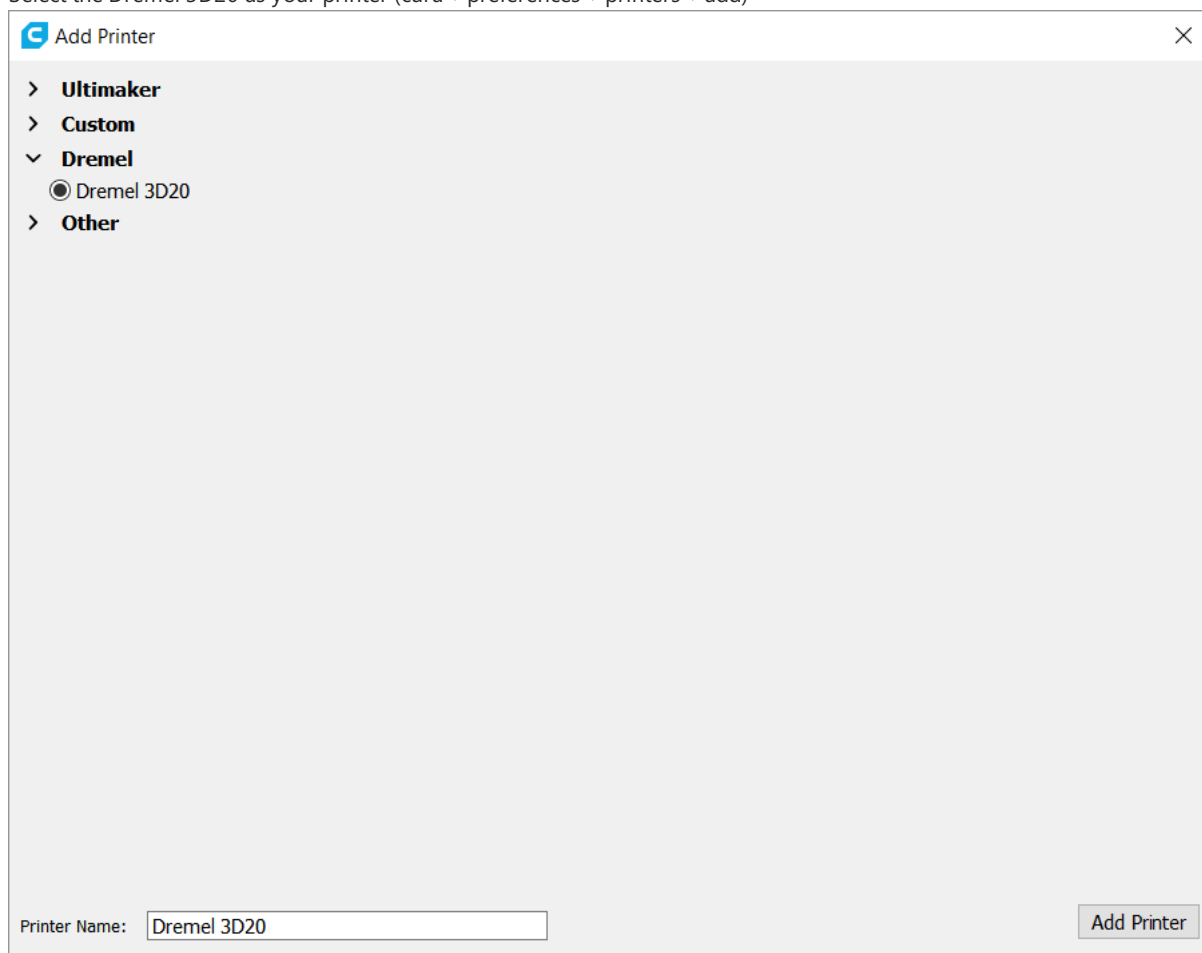 Add Printer
Ultimaker
Custom
Dremel
Dremel 3D20
Other
Printer Name: Dremel 3D20
Add Printer